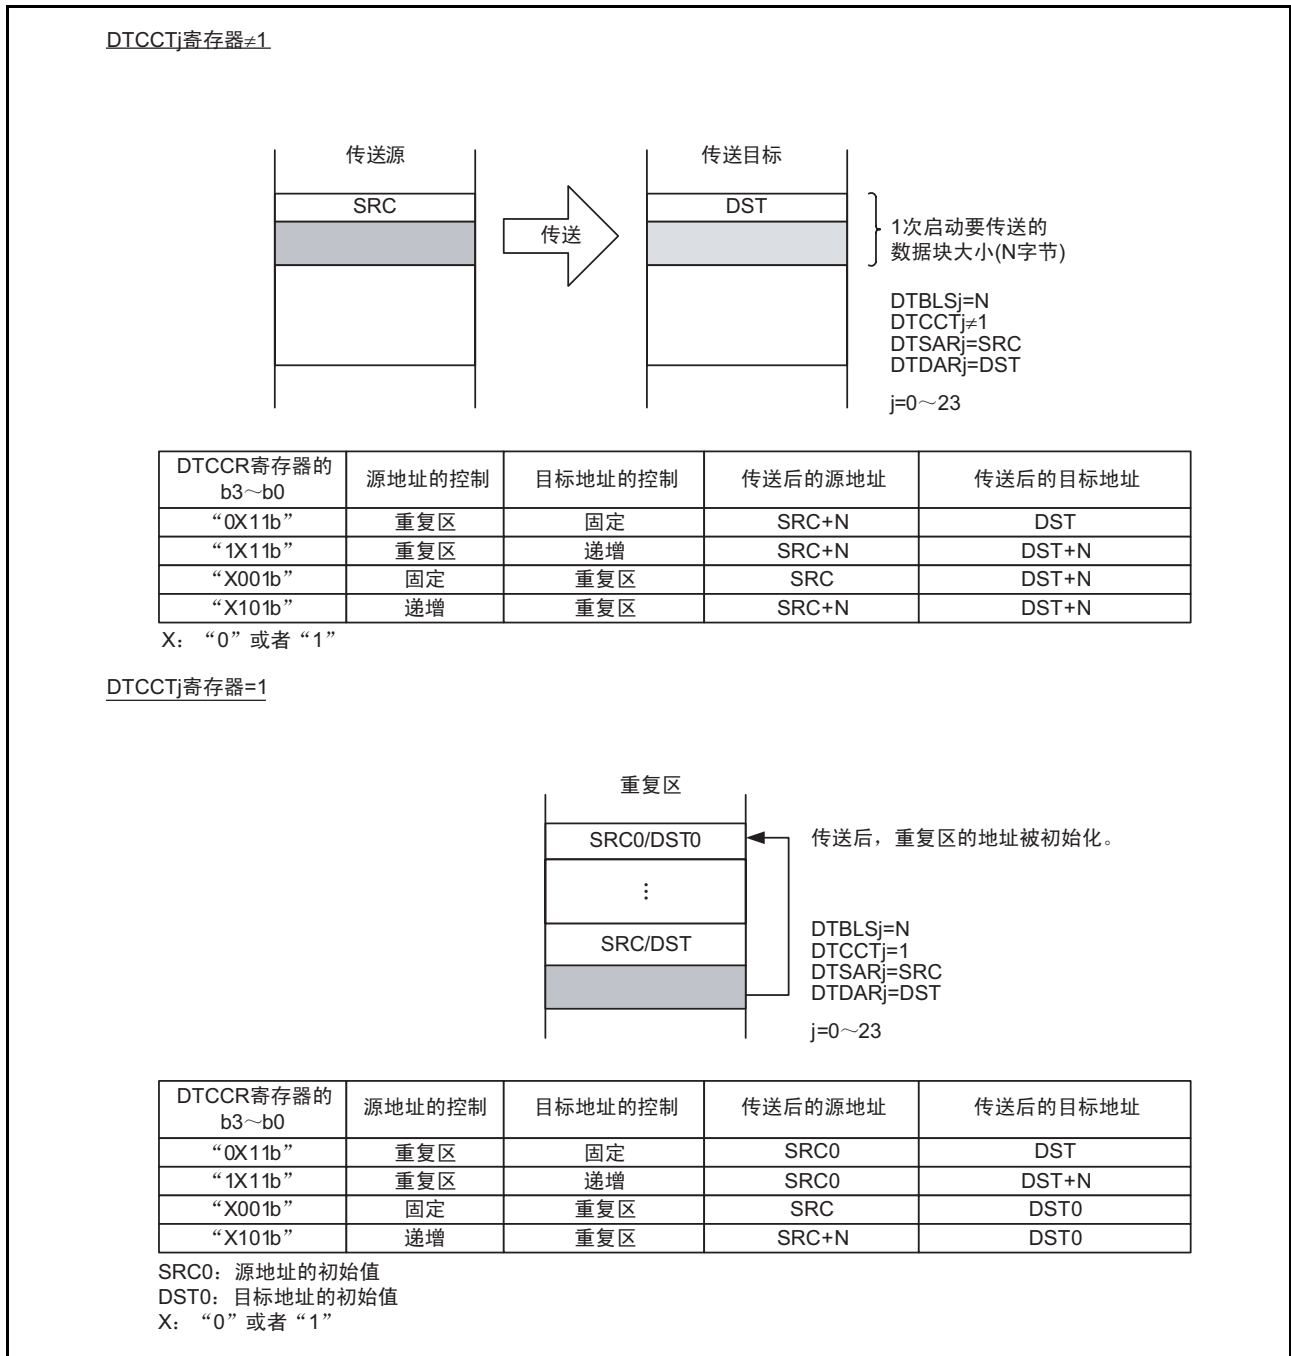 DTCCTj寄存器≠1
传送源 传送目标
SRC DST
传送
1次启动要传送的
数据块大小(N字节)
DTBLSj=N
DTCCTj≠1
DTSARj=SRC
DTDARj=DST
j=0～23
DTCCR寄存器的
b3～b0 源地址的控制 目标地址的控制 传送后的源地址 传送后的目标地址
“0X11b” 重复区 固定 SRC+N DST
“1X11b” 重复区 递增 SRC+N DST+N
“X001b” 固定 重复区 SRC DST+N
“X101b” 递增 重复区 SRC+N DST+N
X： “0”或者“1”
DTCCTj寄存器=1
重复区
SRC0/DST0 传送后，重复区的地址被初始化。
⋮
SRC/DST
DTBLSj=N
DTCCTj=1
DTSARj=SRC
DTDARj=DST
j=0～23
DTCCR寄存器的
b3～b0 源地址的控制 目标地址的控制 传送后的源地址 传送后的目标地址
“0X11b” 重复区 固定 SRC0 DST
“1X11b” 重复区 递增 SRC0 DST+N
“X001b” 固定 重复区 SRC DST0
“X101b” 递增 重复区 SRC+N DST0
SRC0：源地址的初始值
DST0：目标地址的初始值
X： “0”或者“1”